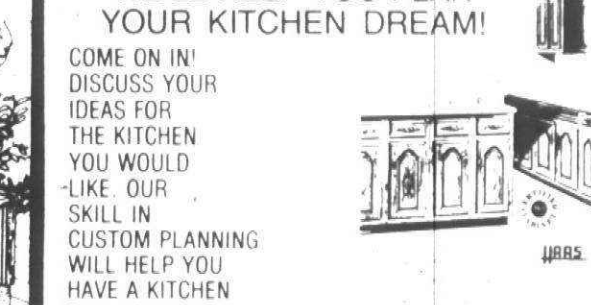 YOUR KITCHEN DREAM!
COME ON IN!
DISCUSS YOUR
IDEAS FOR
THE KITCHEN
YOU WOULD
LIKE. OUR
SKILL IN
CUSTOM PLANNING
WILL HELP YOU
HAVE A KITCHEN
HAAS